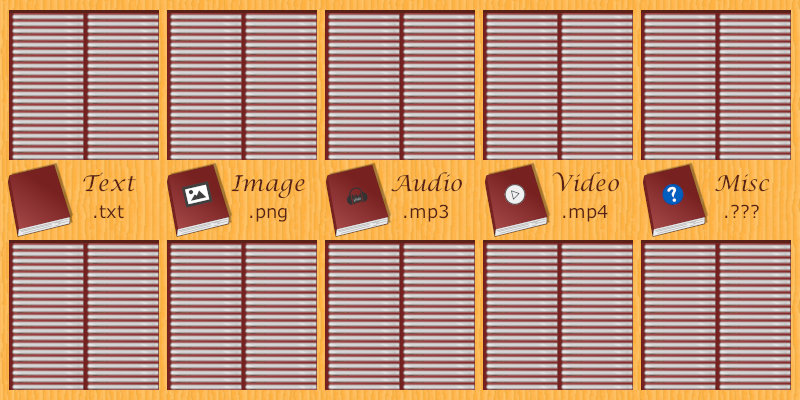 Text
.txt
Image
.png
Audio
.mp3
Video
.mp4
?
Misc
.???